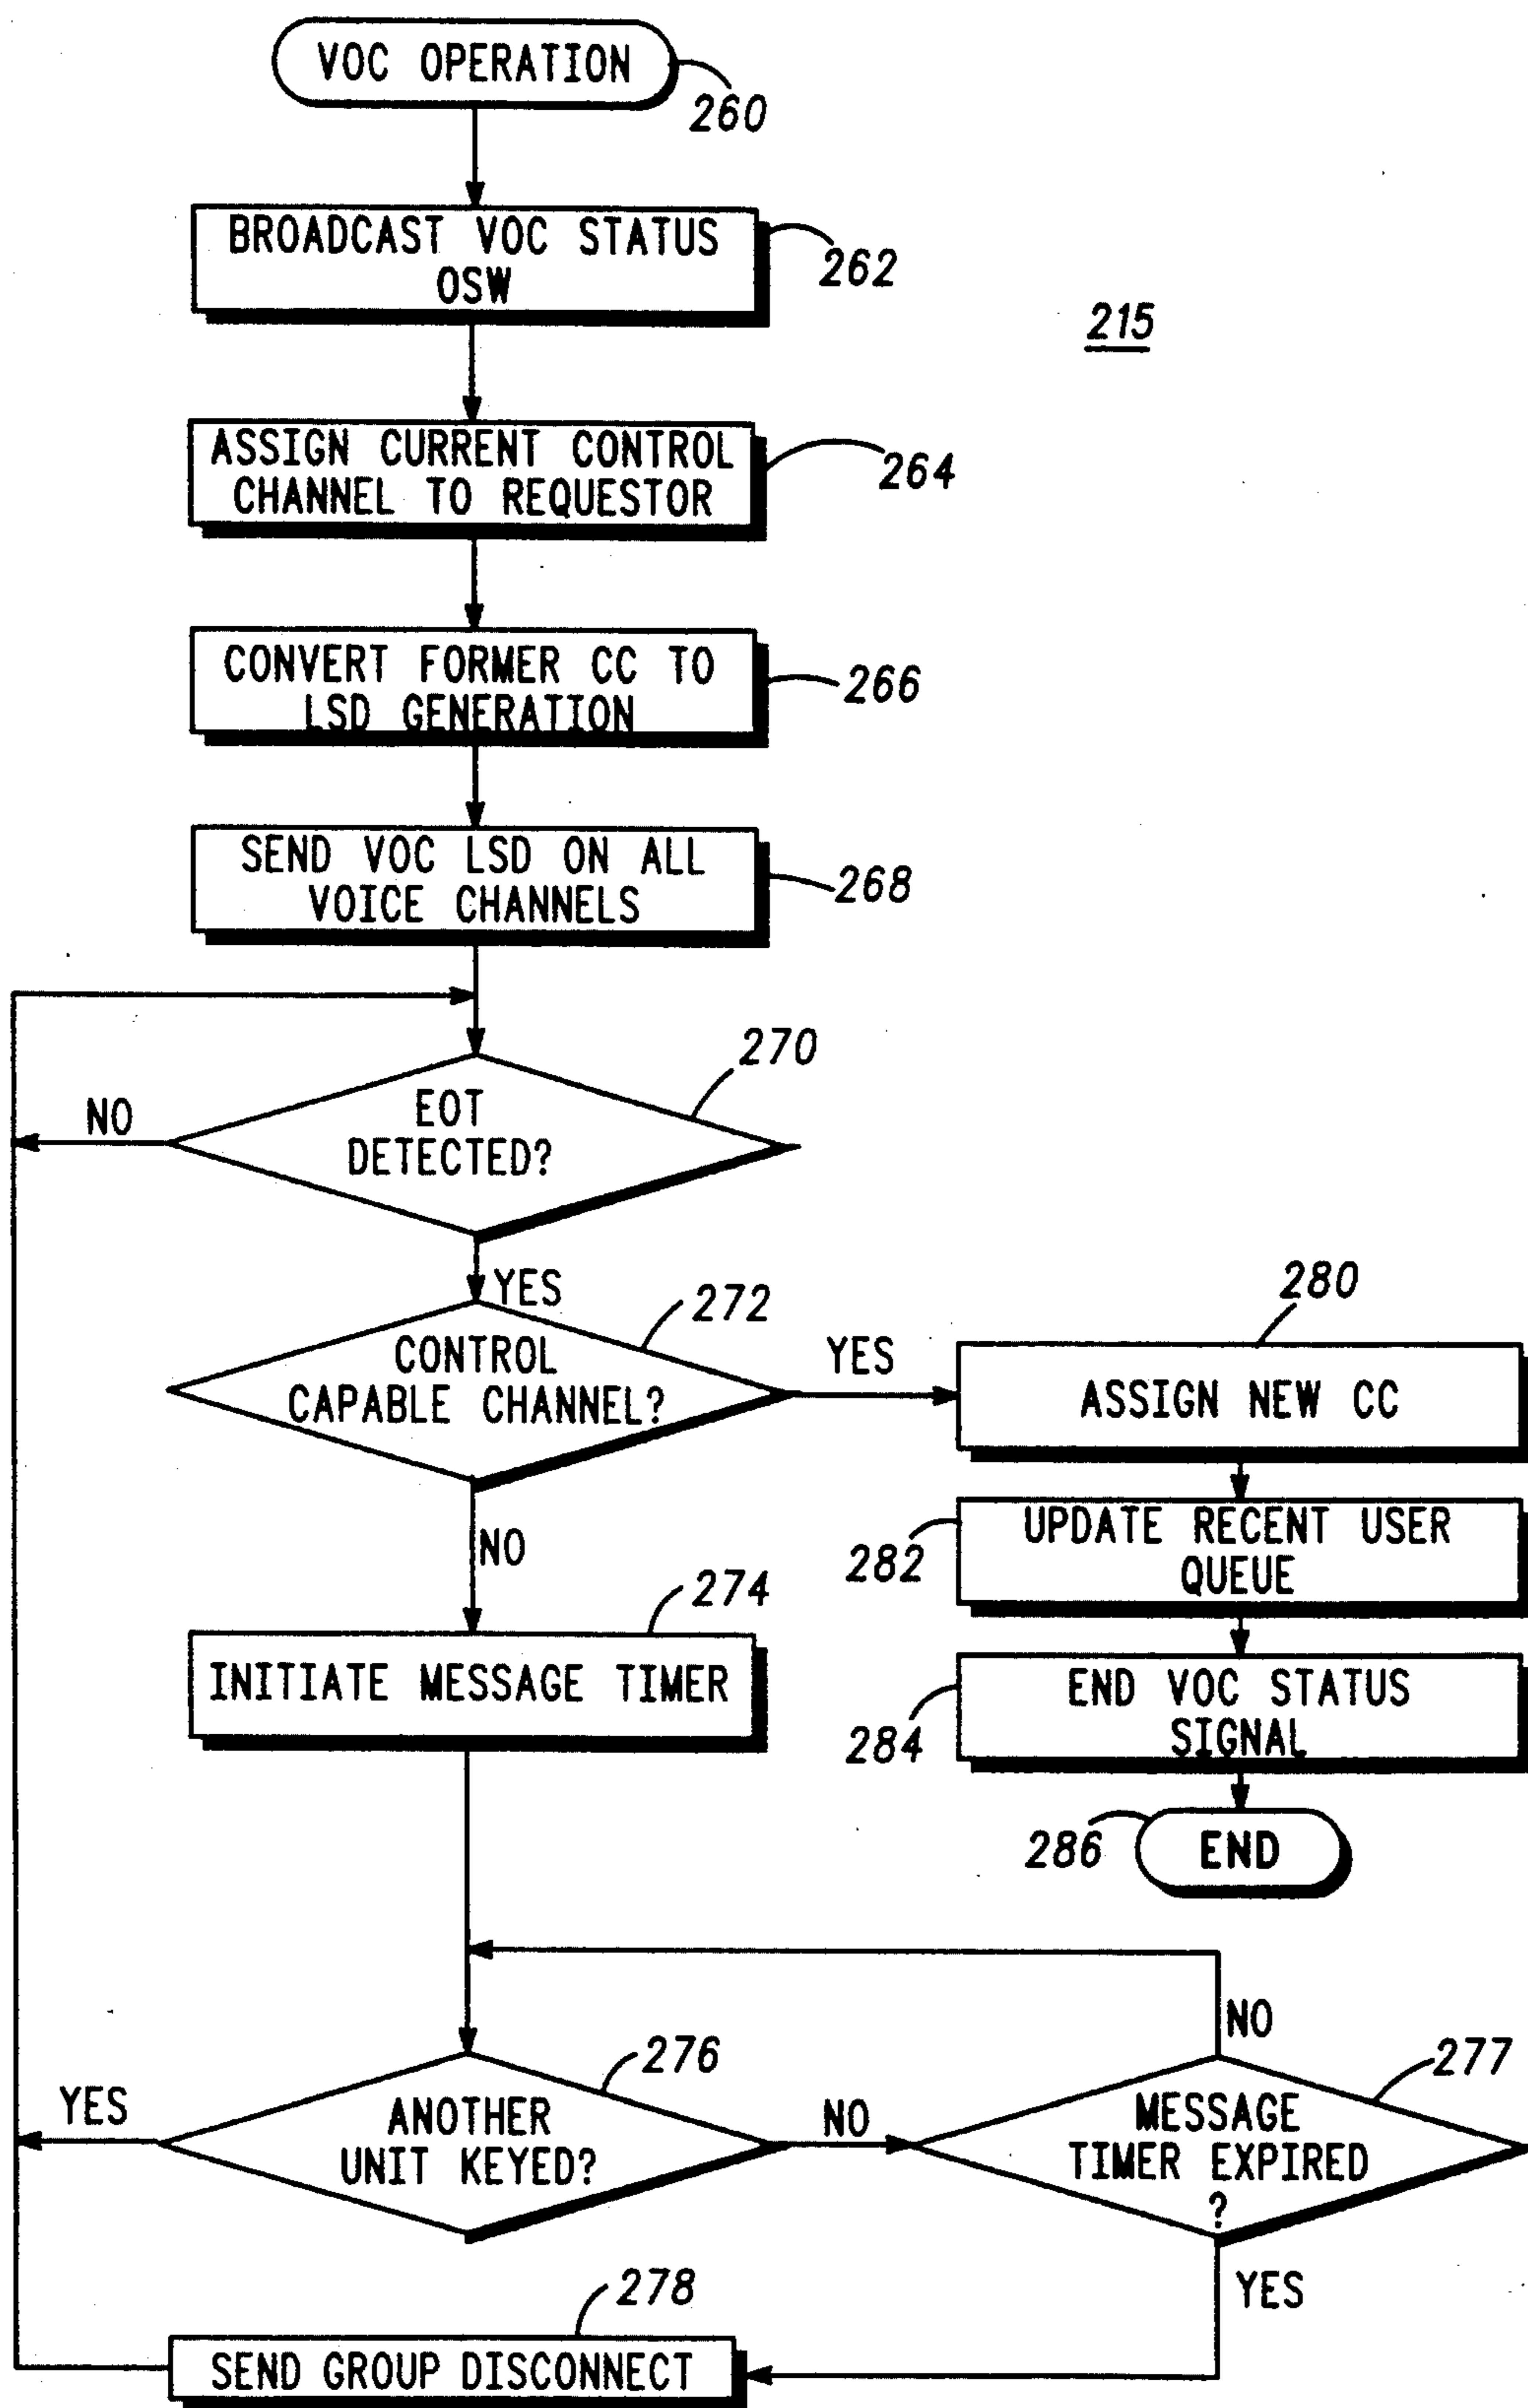 VOC OPERATION
260
BROADCAST VOC STATUS
OSW
262
215
ASSIGN CURRENT CONTROL
CHANNEL TO REQUESTOR
264
CONVERT FORMER CC TO
LSD GENERATION
266
SEND VOC LSD ON ALL
VOICE CHANNELS
268
270
EOT
DETECTED?
NO
YES
272
CONTROL
CAPABLE CHANNEL?
YES
280
ASSIGN NEW CC
NO
282
UPDATE RECENT USER
QUEUE
274
INITIATE MESSAGE TIMER
284
END VOC STATUS
SIGNAL
286
END
276
ANOTHER
UNIT KEYED?
YES
NO
NO
277
MESSAGE
TIMER EXPIRED
?
YES
278
SEND GROUP DISCONNECT